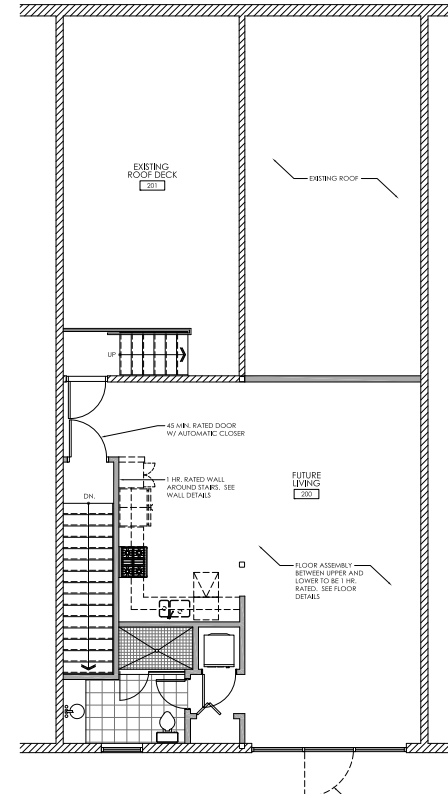 EXISTING
ROOF DECK
201
EXISTING ROOF
UP
45 MIN. RATED DOOR
W/ AUTOMATIC CLOSER
1 HR. RATED WALL
AROUND STAIRS. SEE
WALL DETAILS
DN.
FUTURE
LIVING
200
FLOOR ASSEMBLY
BETWEEN UPPER AND
LOWER TO BE 1 HR.
RATED. SEE FLOOR
DETAILS